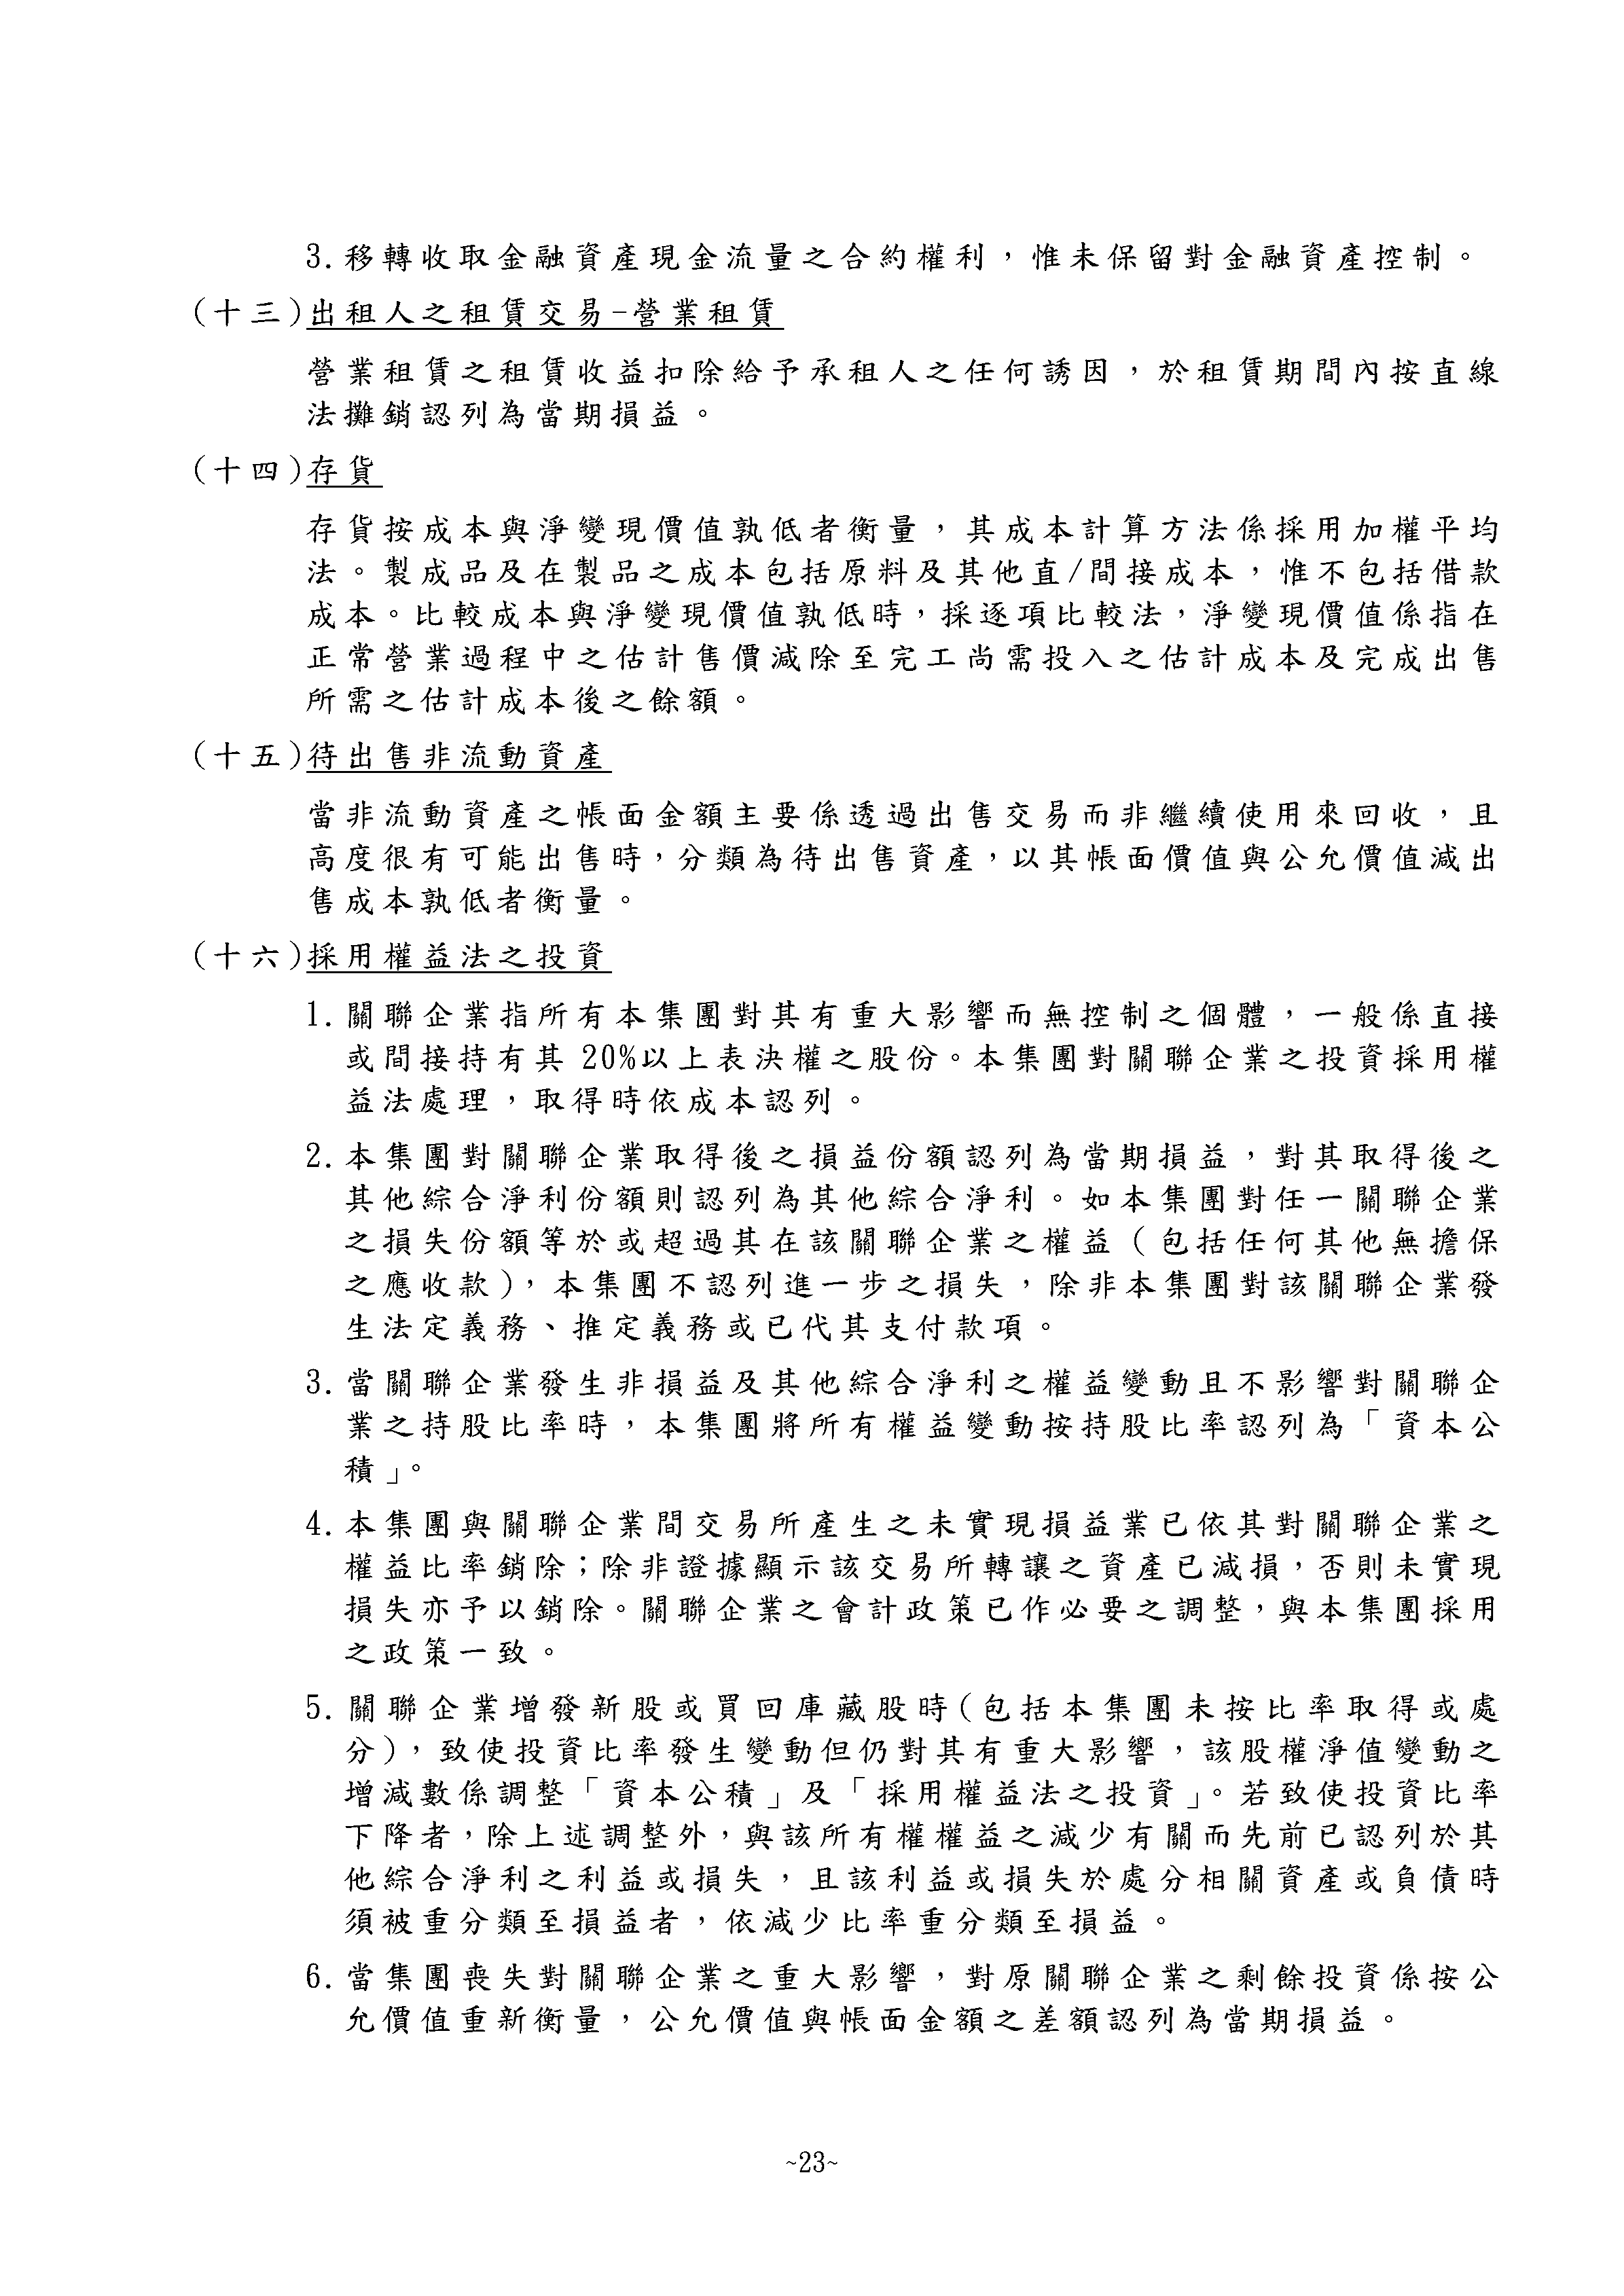 3.移轉收取金融資產現金流量之合約權利，惟未保留對金融資產控制。
(十三)出租人之租賃交易-營業租賃
營業租賃之租賃收益扣除給予承租人之任何誘因，於租賃期間內按直線
法攤銷認列為當期損益。
(十四)存貨
存貨按成本與淨變現價值孰低者衡量，其成本計算方法係採用加權平均
法。製成品及在製品之成本包括原料及其他直/間接成本，惟不包括借款
成本。比較成本與淨變現價值孰低時，採逐項比較法，淨變現價值係指在
正常營業過程中之估計售價減除至完工尚需投入之估計成本及完成出售
所需之估計成本後之餘額。
(十五)待出售非流動資產
當非流動資產之帳面金額主要係透過出售交易而非繼續使用來回收，且
高度很有可能出售時，分類為待出售資產，以其帳面價值與公允價值減出
售成本孰低者衡量。
(十六)採用權益法之投資
1.關聯企業指所有本集團對其有重大影響而無控制之個體，一般係直接
或間接持有其 20%以上表決權之股份。本集團對關聯企業之投資採用權
益法處理，取得時依成本認列。
2.本集團對關聯企業取得後之損益份額認列為當期損益，對其取得後之
其他綜合淨利份額則認列為其他綜合淨利。如本集團對任一關聯企業
之損失份額等於或超過其在該關聯企業之權益(包括任何其他無擔保
之應收款)，本集團不認列進一步之損失，除非本集團對該關聯企業發
生法定義務、推定義務或已代其支付款項。
3.當關聯企業發生非損益及其他綜合淨利之權益變動且不影響對關聯企
業之持股比率時，本集團將所有權益變動按持股比率認列為「資本公
積」。
4.本集團與關聯企業間交易所產生之未實現損益業已依其對關聯企業之
權益比率銷除；除非證據顯示該交易所轉讓之資產已減損，否則未實現
損失亦予以銷除。關聯企業之會計政策已作必要之調整，與本集團採用
之政策一致。
5.關聯企業增發新股或買回庫藏股時(包括本集團未按比率取得或處
分)，致使投資比率發生變動但仍對其有重大影響，該股權淨值變動之
增減數係調整「資本公積」及「採用權益法之投資」。若致使投資比率
下降者，除上述調整外，與該所有權權益之減少有關而先前已認列於其
他綜合淨利之利益或損失，且該利益或損失於處分相關資產或負債時
須被重分類至損益者，依減少比率重分類至損益。
6.當集團喪失對關聯企業之重大影響，對原關聯企業之剩餘投資係按公
允價值重新衡量，公允價值與帳面金額之差額認列為當期損益。
~23~